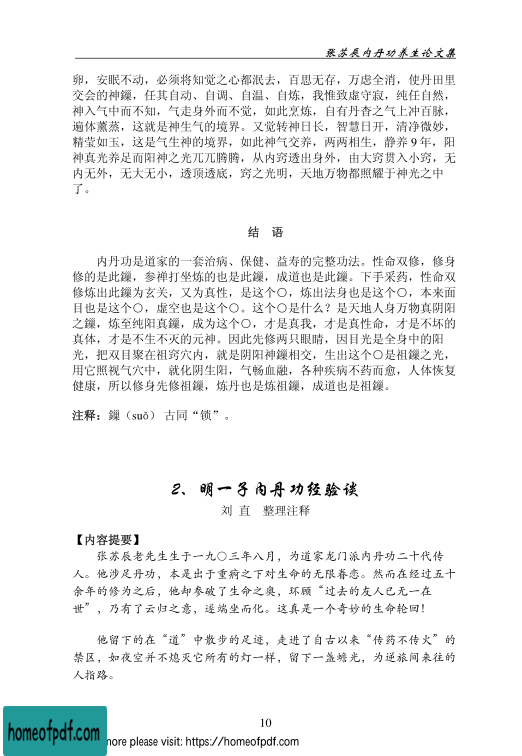 张苏辰内丹功养生论文集
卵，安眠不动，必须将知觉之心都泯去，百思无存，万虑全消，使丹田里
交会的神鏁，任其自动、自调、自温、自炼，我惟致虚守寂，纯任自然，
神入气中而不知，气走身外而不觉，如此烹炼，自有丹杳之气上冲百脉，
遍体薰蒸，这就是神生气的境界。又觉转神日长，智慧日开，清净微妙，
精莹如玉，这是气生神的境界，如此神气交养，两两相生，静养 9 年，阳
神真光养足而阳神之光兀兀腾腾，从内窍透出身外，由大窍贯入小窍，无
内无外，无大无小，透顶透底，窍之光明，天地万物都照耀于神光之中
了。
结 语
内丹功是道家的一套治病、保健、益寿的完整功法。性命双修，修身
修的是此鏁，参禅打坐炼的也是此鏁，成道也是此鏁。下手采药，性命双
修炼出此鏁为玄关，又为真性，是这个〇，炼出法身也是这个〇，本来面
目也是这个〇，虚空也是这个〇。这个〇是什么？是天地人身万物真阴阳
之鏁，炼至纯阳真鏁，成为这个〇，才是真我，才是真性命，才是不坏的
真体，才是不生不灭的元神。因此先修两只眼睛，因目光是全身中的阳
光，把双目聚在祖窍穴内，就是阴阳神鏁相交，生出这个〇是祖鏁之光，
用它照视气穴中，就化阴生阳，气畅血融，各种疾病不药而愈，人体恢复
健康，所以修身先修祖鏁，炼丹也是炼祖鏁，成道也是祖鏁。
注释：鏁（suǒ） 古同“锁”。
2、明一子内丹功经验谈
刘 直 整理注释
【内容提要】
张苏辰老先生生于一九〇三年八月，为道家龙门派内丹功二十代传
人。他涉足丹功，本是出于重病之下对生命的无限眷恋。然而在经过五十
余年的修为之后，他却参破了生命之奥，环顾“过去的友人已无一在
世”，乃有了云归之意，遂端坐而化。这真是一个奇妙的生命轮回！
他留下的在“道”中散步的足迹，走进了自古以来“传药不传火”的
禁区，如夜空并不熄灭它所有的灯一样，留下一盏蟾光，为逆旅间来往的
人指路。
10
homeofpdf.com
more please visit: https://homeofpdf.com